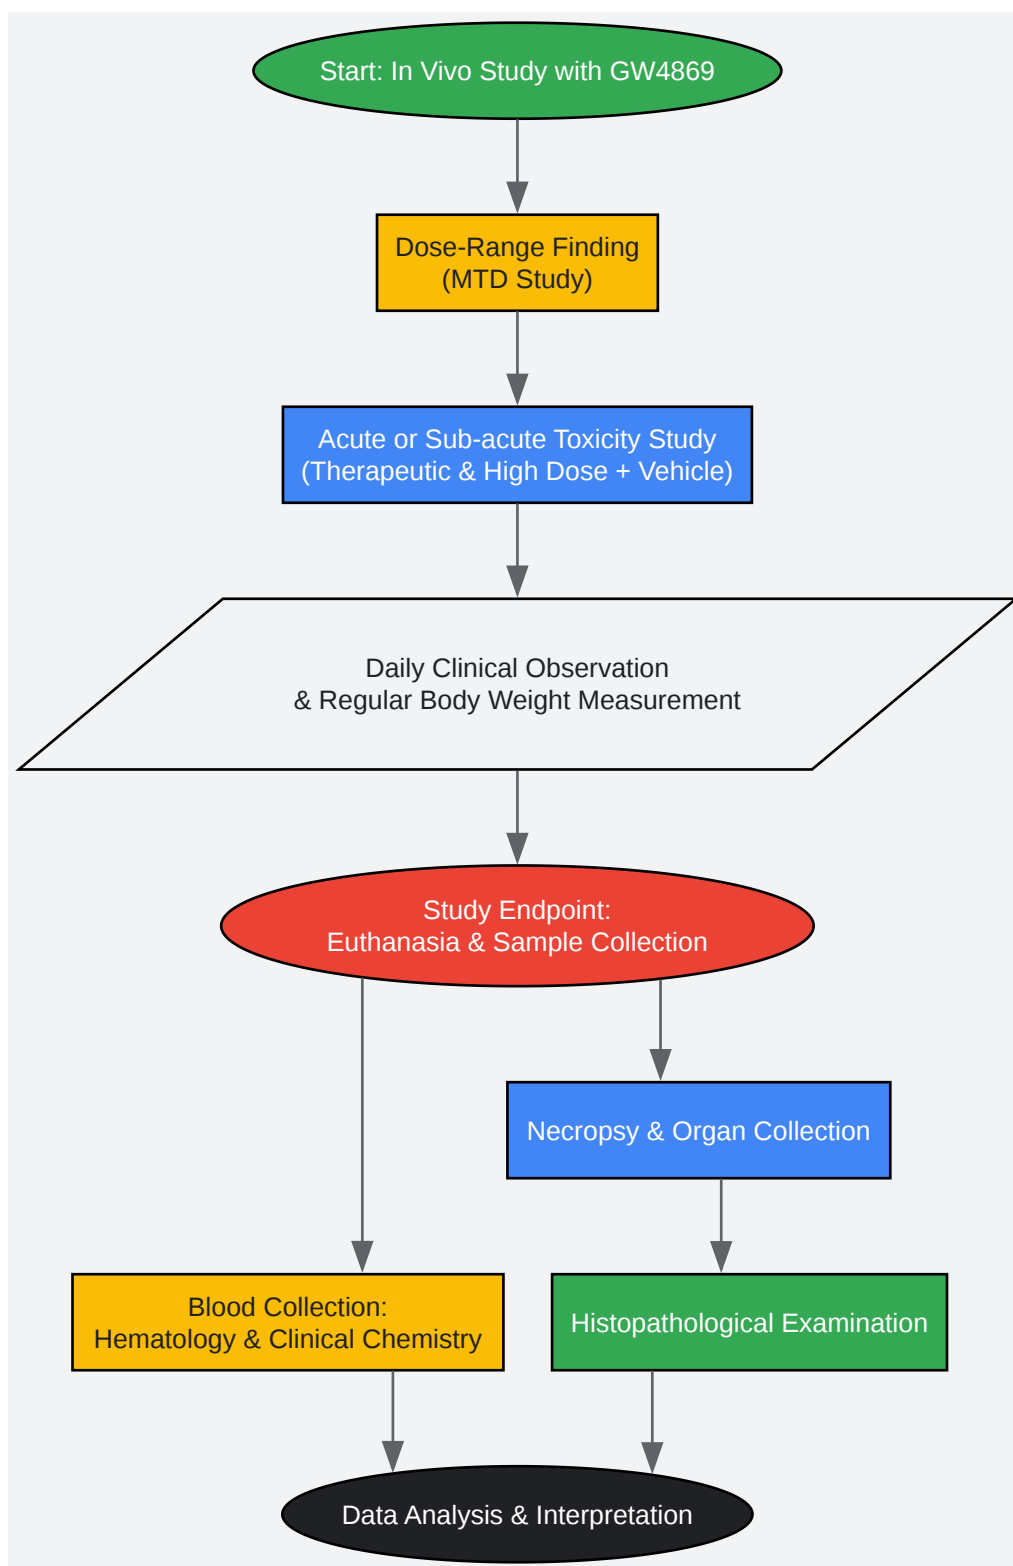 Start: In Vivo Study with GW4869
Dose-Range Finding
(MTD Study)
Acute or Sub-acute Toxicity Study
(Therapeutic & High Dose + Vehicle)
Daily Clinical Observation
& Regular Body Weight Measurement
Study Endpoint:
Euthanasia & Sample Collection
Necropsy & Organ Collection
Blood Collection:
Hematology & Clinical Chemistry
Histopathological Examination
Data Analysis & Interpretation